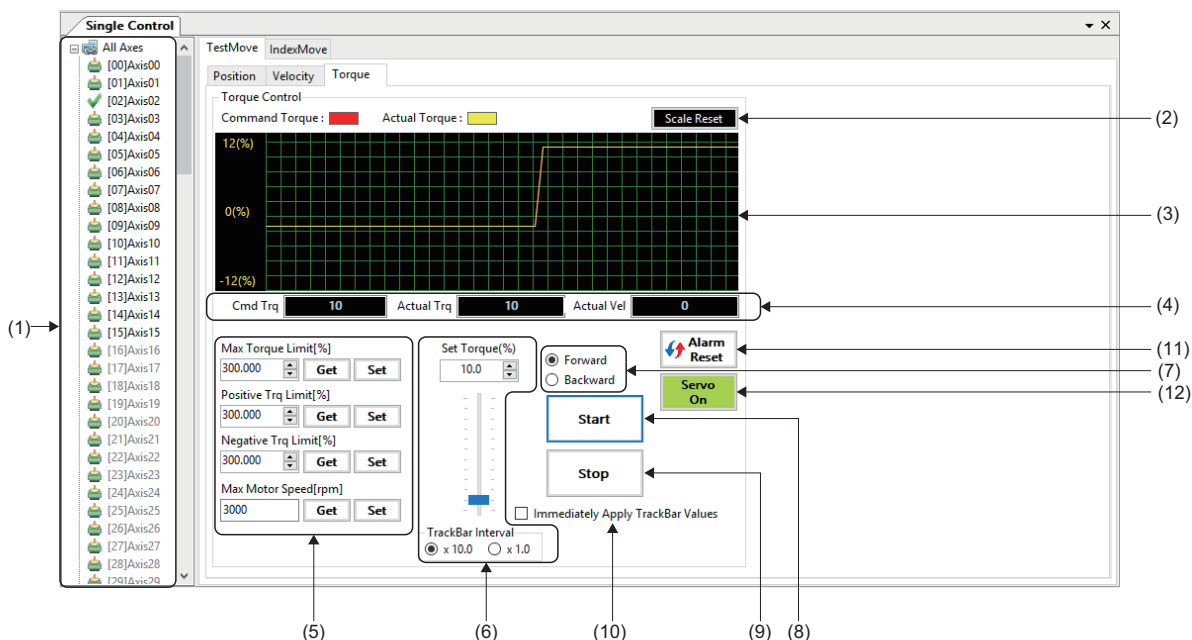 Single Control
All Axes
[00]Axis00
[01]Axis01
[02]Axis02
[03]Axis03
[04]Axis04
[05]Axis05
[06]Axis06
[07]Axis07
[08]Axis08
[09]Axis09
[10]Axis10
[11]Axis11
[12]Axis12
[13]Axis13
[14]Axis14
[15]Axis15
[16]Axis16
[17]Axis17
[18]Axis18
[19]Axis19
[20]Axis20
[21]Axis21
[22]Axis22
[23]Axis23
[24]Axis24
[25]Axis25
[26]Axis26
[27]Axis27
[28]Axis28
[29]Axis29
(1)
TestMove IndexMove
Position Velocity Torque
Torque Control
Command Torque : Actual Torque : Scale Reset
(2)
12(%)
0(%)
-12(%)
(3)
Cmd Trq 10 Actual Trq 10 Actual Vel 0
(4)
Max Torque Limit[%]
300.000 Get Set
Positive Trq Limit[%]
300.000 Get Set
Negative Trq Limit[%]
300.000 Get Set
Max Motor Speed[rpm]
3000 Get Set
Set Torque(%)
10.0
TrackBar Interval
x 10.0 x 1.0
Forward
Backward
Start
Stop
Immediately Apply TrackBar Values
Alarm
Reset
Servo
On
(11)
(7)
(12)
(5) (6) (10) (9) (8)